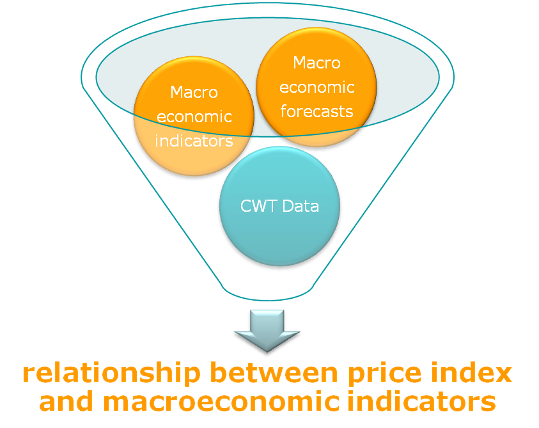 Macro
economic
forecasts
Macro
economic
indicators
CWT Data
relationship between price index
and macroeconomic indicators